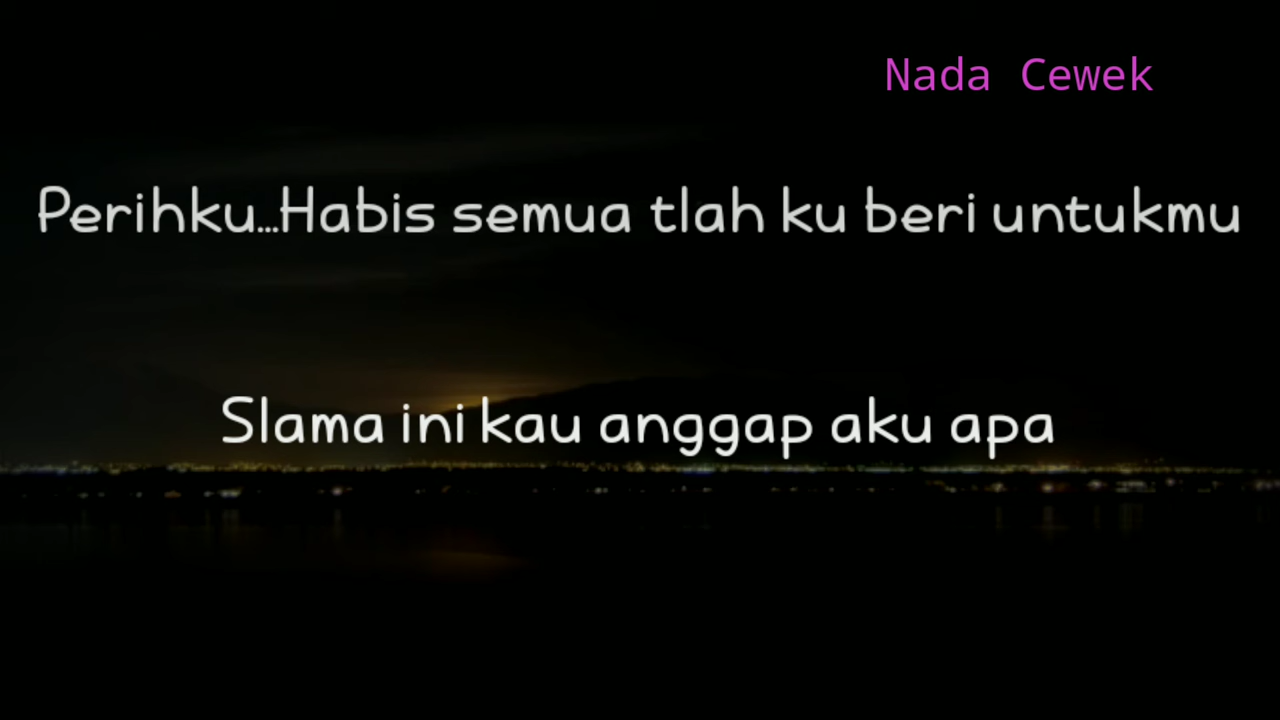 Nada Cewek
Perihku...Habis semua tlah ku beri untukmu
Slama ini kau anggap aku apa